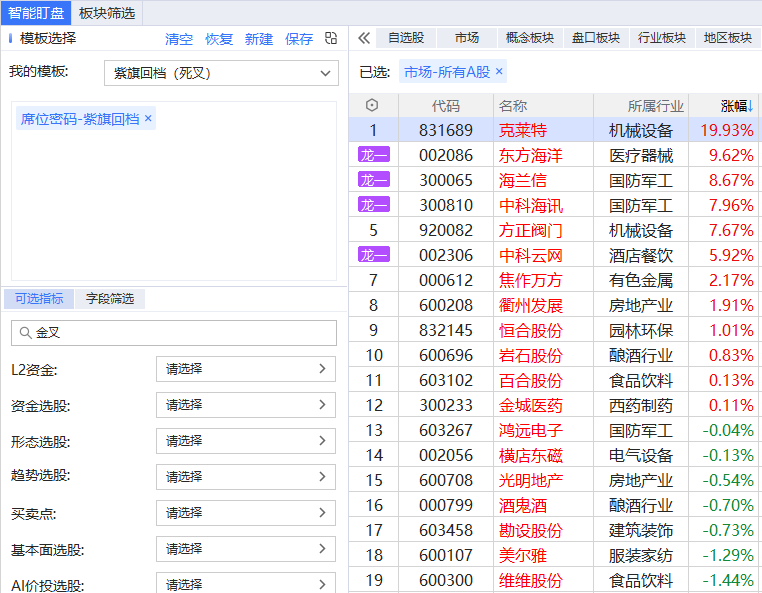 智能盯盘 板块筛选
模板选择 清空 恢复 新建 保存
我的模板: 紫旗回档（死叉）
席位密码-紫旗回档 ×
可选指标 字段筛选
金叉
L2资金: 请选择
资金选股: 请选择
形态选股: 请选择
趋势选股: 请选择
买卖点: 请选择
基本面选股: 请选择
AI价投选股: 请选择
自选股 市场 概念板块 盘口板块 行业板块 地区板块
已选: 市场-所有A股 ×
代码 名称 所属行业 涨幅↓
1 831689 克莱特 机械设备 19.93%
龙一 002086 东方海洋 医疗器械 9.62%
龙一 300065 海兰信 国防军工 8.67%
龙一 300810 中科海讯 国防军工 7.96%
5 920082 方正阀门 机械设备 7.67%
龙一 002306 中科云网 酒店餐饮 5.92%
7 000612 焦作万方 有色金属 2.17%
8 600208 衢州发展 房地产业 1.91%
9 832145 恒合股份 园林环保 1.01%
10 600696 岩石股份 酿酒行业 0.83%
11 603102 百合股份 食品饮料 0.13%
12 300233 金城医药 西药制药 0.11%
13 603267 鸿远电子 国防军工 -0.04%
14 002056 横店东磁 电气设备 -0.13%
15 600708 光明地产 房地产业 -0.54%
16 000799 酒鬼酒 酿酒行业 -0.70%
17 603458 勘设股份 建筑装饰 -0.73%
18 600107 美尔雅 服装家纺 -1.29%
19 600300 维维股份 食品饮料 -1.44%